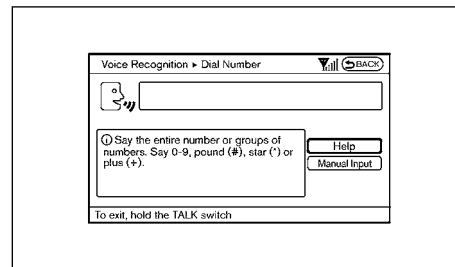 Voice Recognition ▸ Dial Number
BACK
Say the entire number or groups of
numbers. Say 0-9, pound (#), star (*) or
plus (+).
Help
Manual Input
To exit, hold the TALK switch